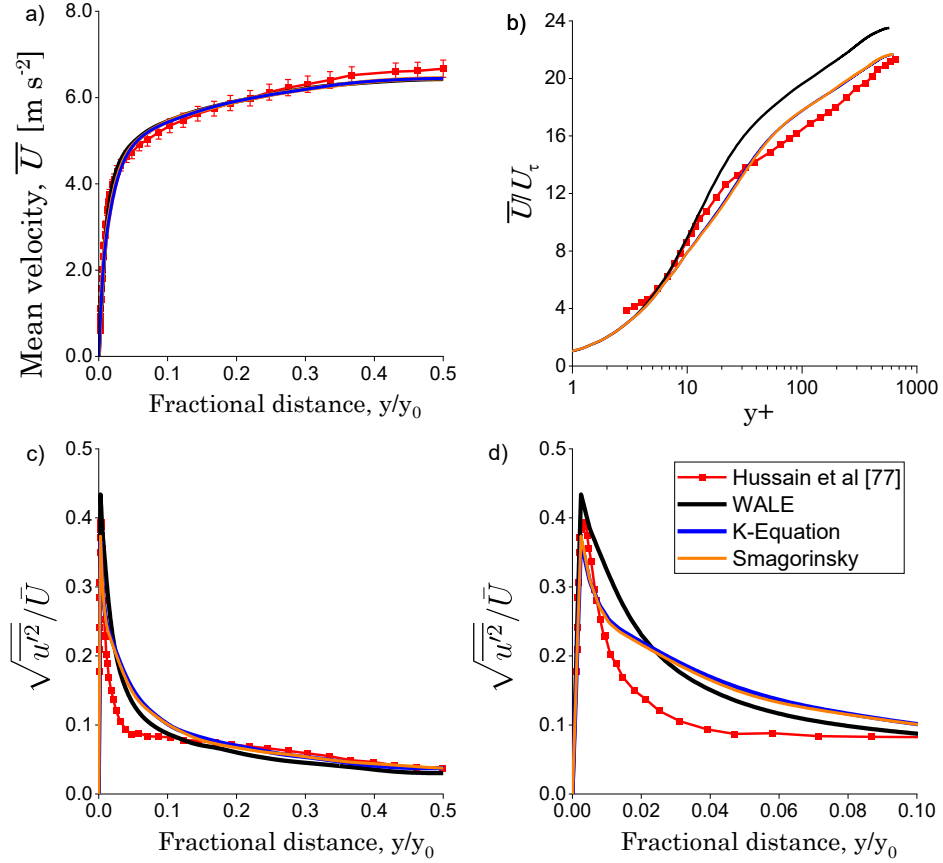 a)
Mean velocity, U̅ [m s⁻²]
8.0
6.0
4.0
2.0
0.0
0.0 0.1 0.2 0.3 0.4 0.5
Fractional distance, y/y₀
b)
U̅/U_τ
24
20
16
12
8
4
0
1 10 100 1000
y+
c)
√u'²/U̅
0.5
0.4
0.3
0.2
0.1
0.0
0.0 0.1 0.2 0.3 0.4 0.5
Fractional distance, y/y₀
d)
√u'²/U̅
0.5
0.4
0.3
0.2
0.1
0.0
Hussain et al [77]
WALE
K-Equation
Smagorinsky
0.00 0.02 0.04 0.06 0.08 0.10
Fractional distance, y/y₀